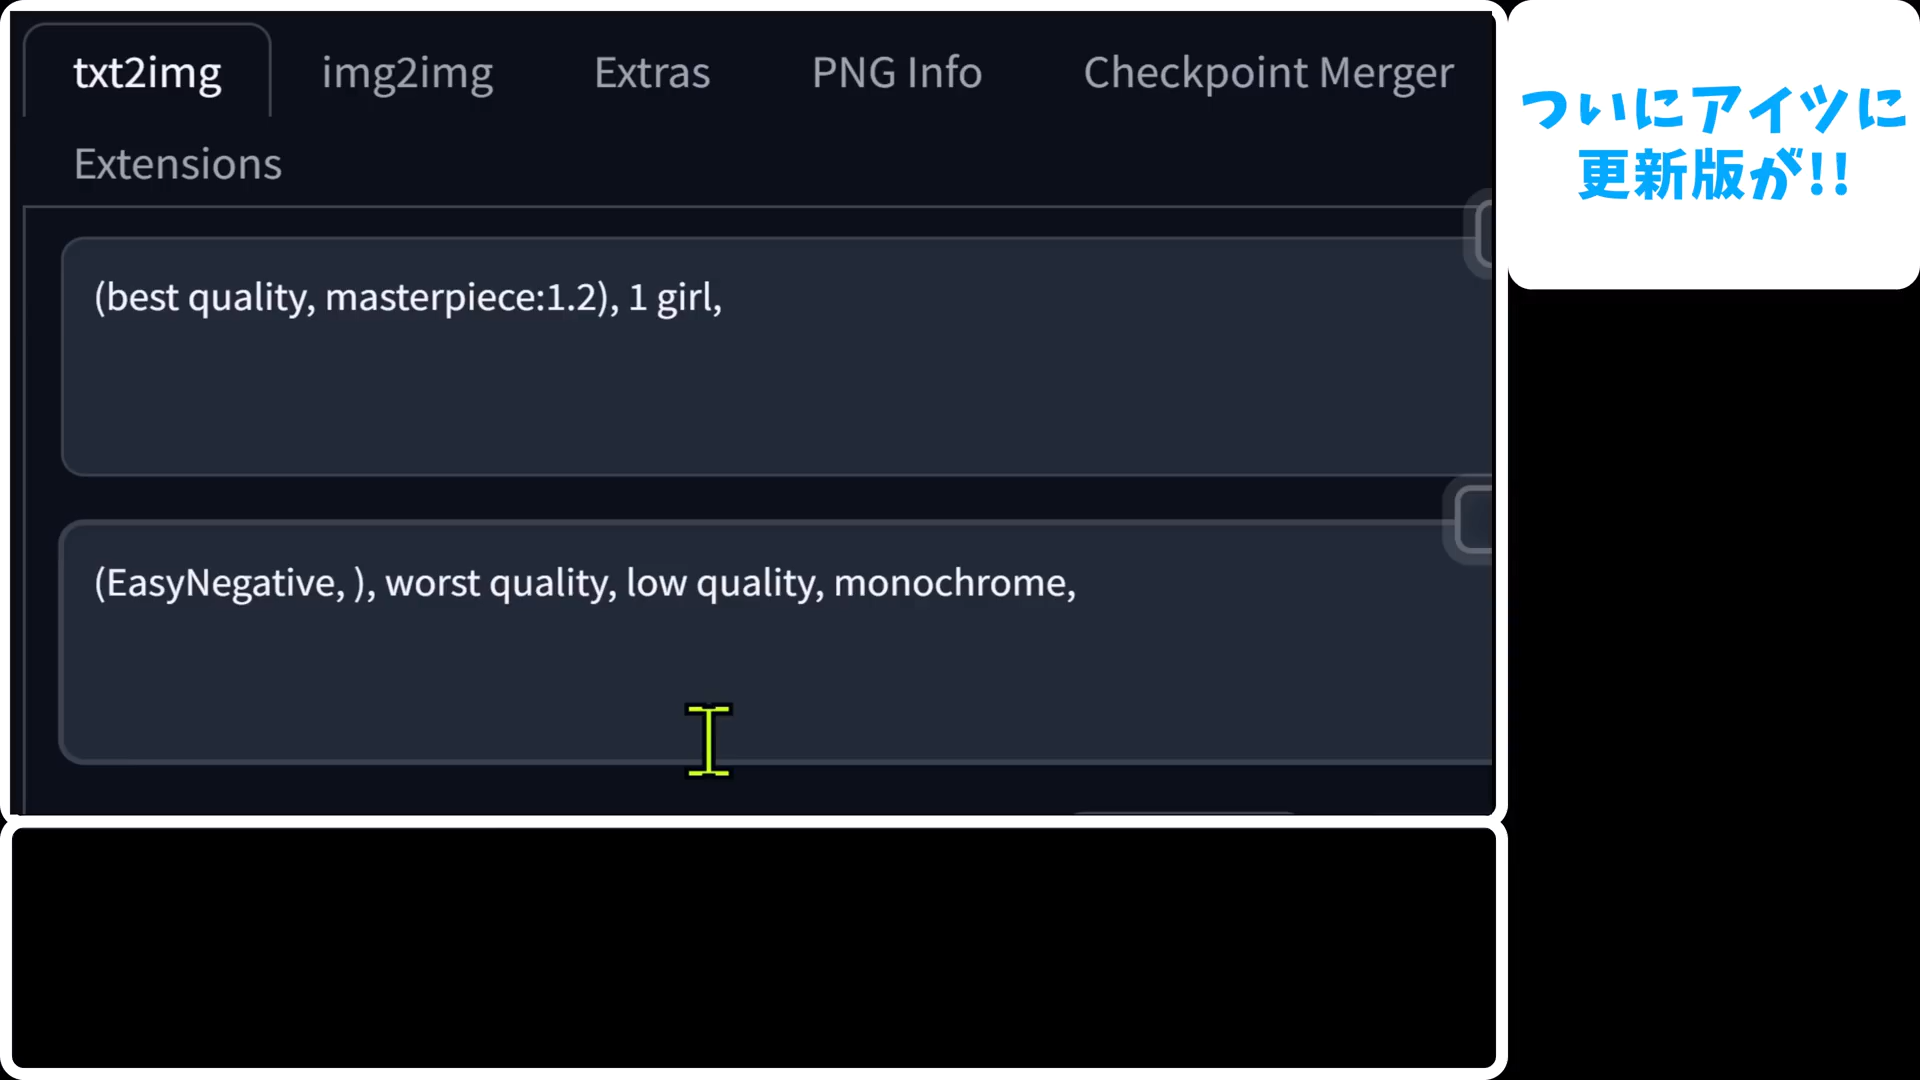 txt2img img2img Extras PNG Info Checkpoint Merger
Extensions
(best quality, masterpiece:1.2), 1 girl,
(EasyNegative, ), worst quality, low quality, monochrome,
ついにアイツに
更新版が!!